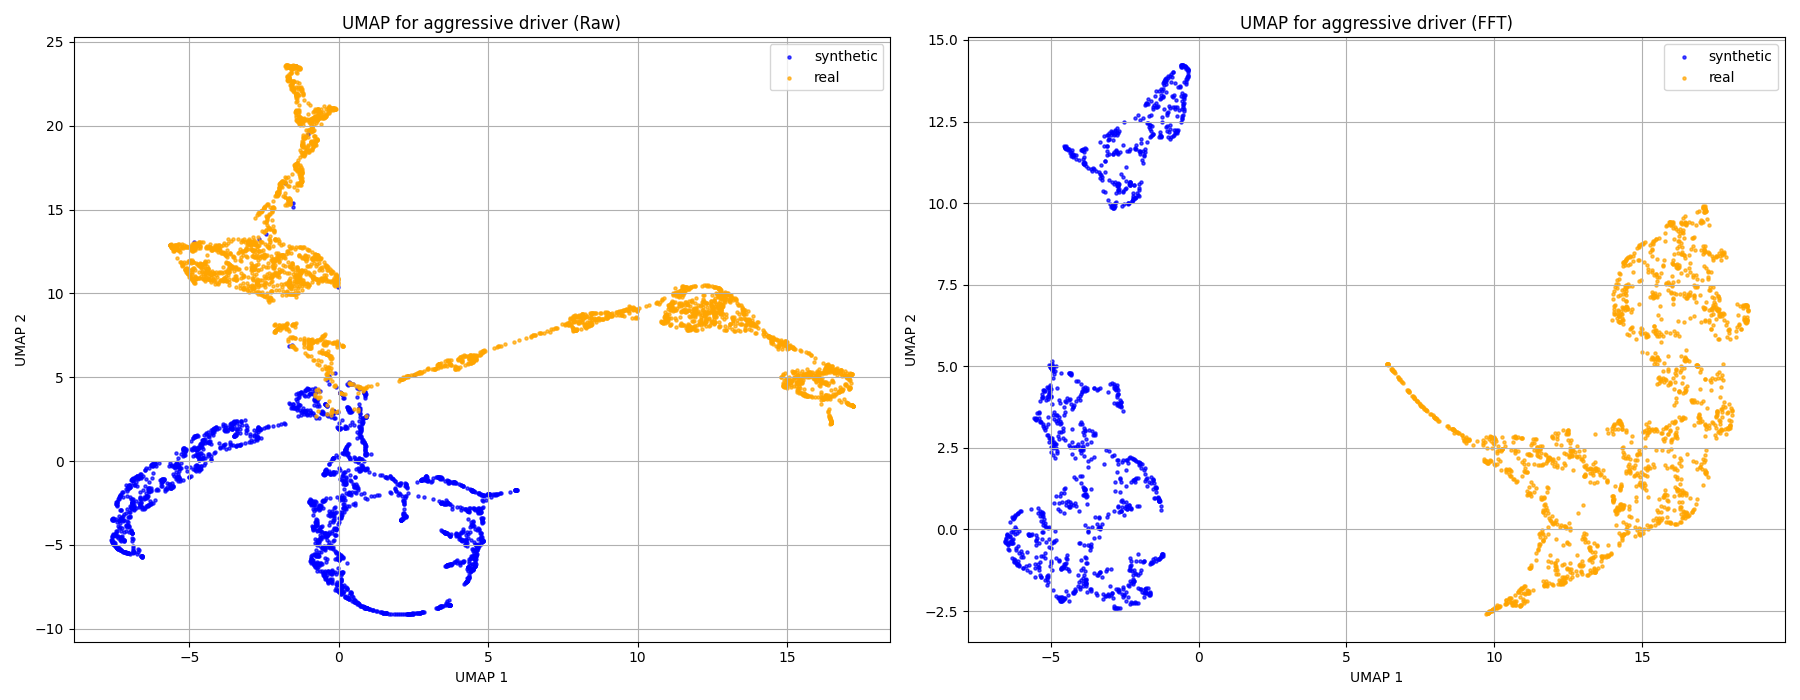 UMAP for aggressive driver (Raw)
25
20
15
10
5
0
−5
−10
UMAP 2
synthetic
real
−5
0
5
10
15
UMAP 1
UMAP for aggressive driver (FFT)
15.0
12.5
10.0
7.5
5.0
2.5
0.0
−2.5
UMAP 2
synthetic
real
−5
0
5
10
15
UMAP 1